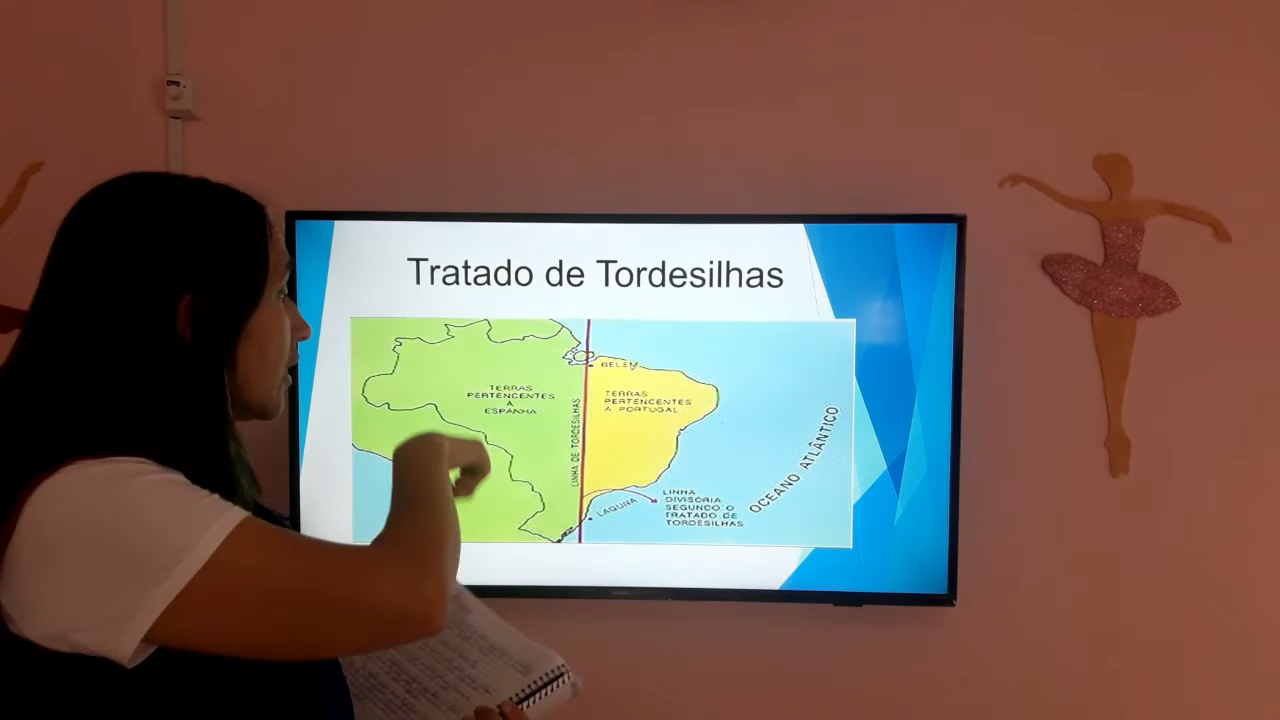 Tratado de Tordesilhas
TERRAS
PERTENCENTES
À
ESPANHA
LINHA DE TORDESILHAS
BELÉM
TERRAS
PERTENCENTES
A PORTUGAL
LAGUNA
LINHA
DIVISÓRIA
SEGUNDO O
TRATADO DE
TORDESILHAS
OCEANO ATLÂNTICO